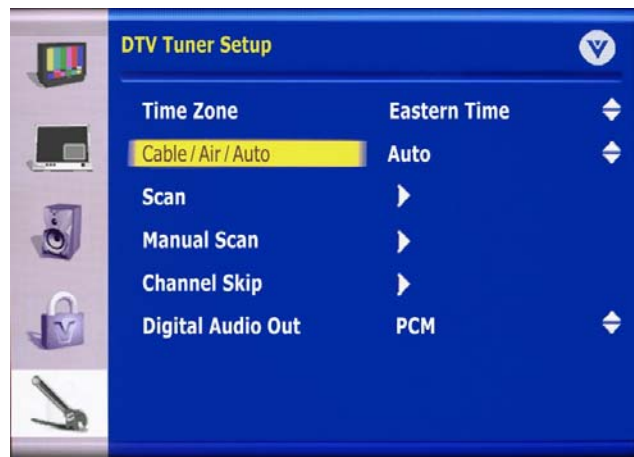 DTV Tuner Setup
V
Time Zone Eastern Time
Cable / Air / Auto Auto
Scan
Manual Scan
Channel Skip
Digital Audio Out PCM
V